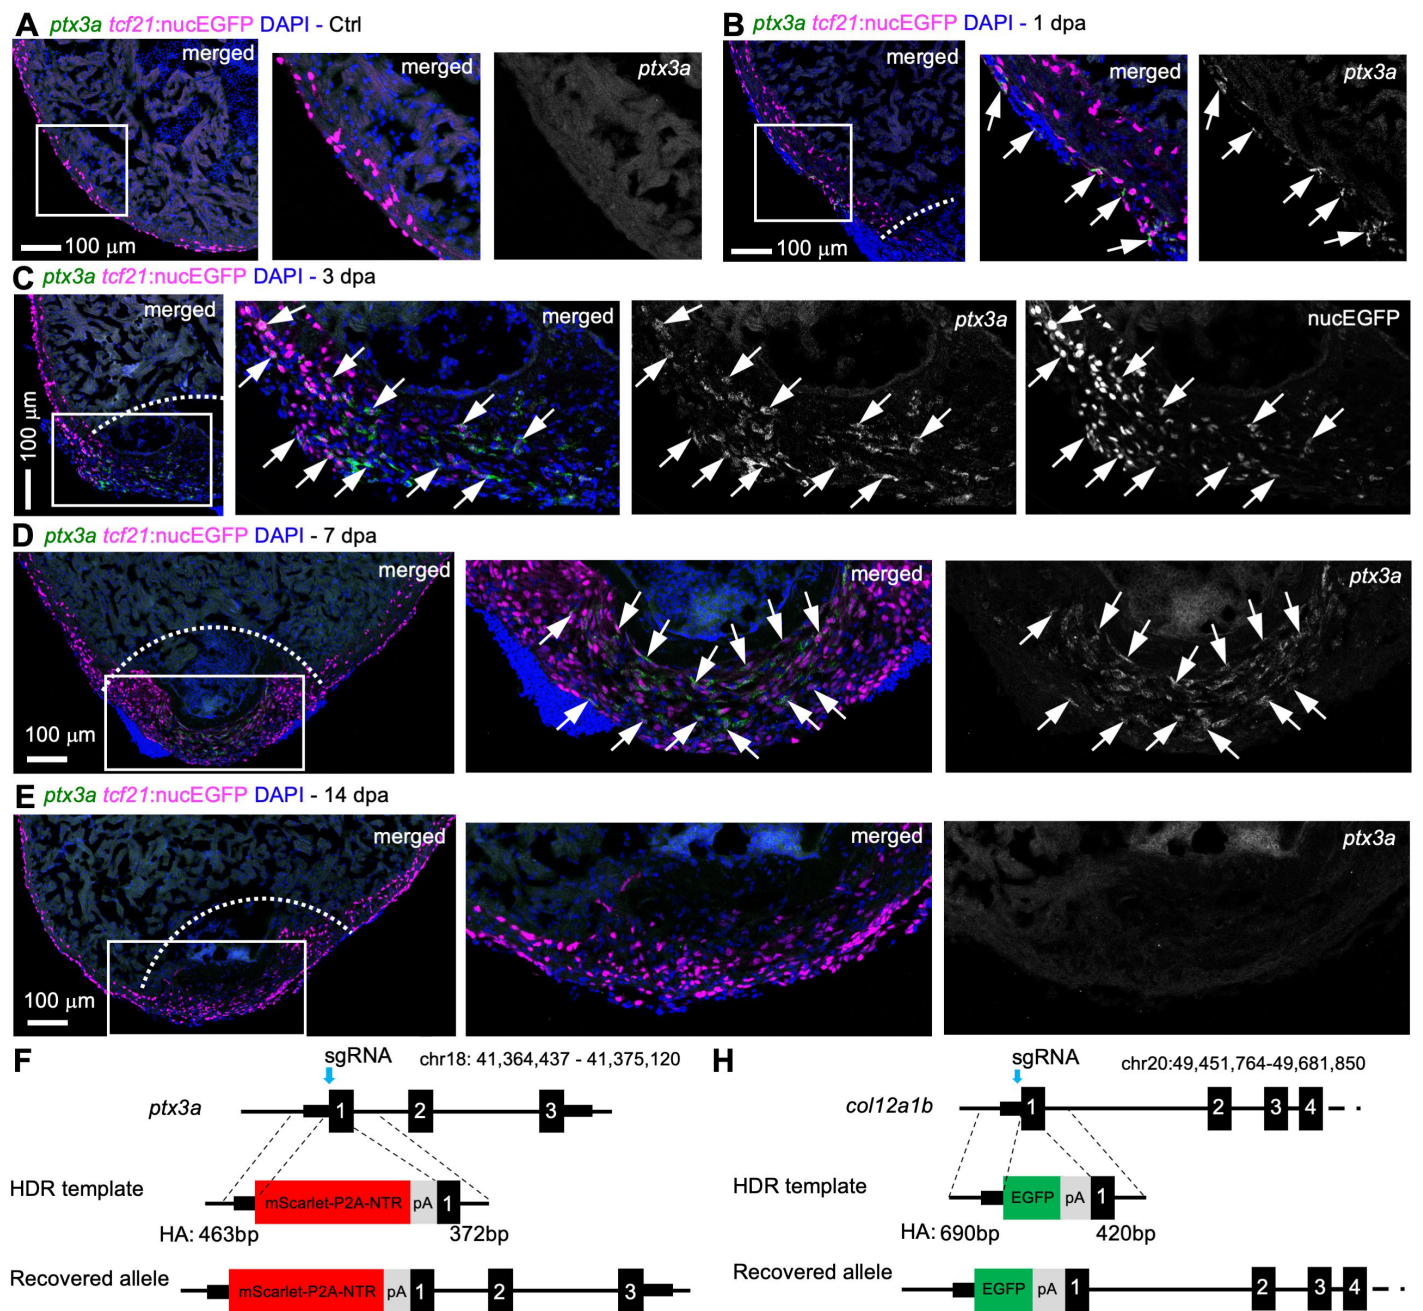 A ptx3a tcf21:nucEGFP DAPI - Ctrl
merged
merged
ptx3a
100 μm
B ptx3a tcf21:nucEGFP DAPI - 1 dpa
merged
merged
ptx3a
100 μm
C ptx3a tcf21:nucEGFP DAPI - 3 dpa
merged
merged
ptx3a
nucEGFP
100 μm
D ptx3a tcf21:nucEGFP DAPI - 7 dpa
merged
merged
ptx3a
100 μm
E ptx3a tcf21:nucEGFP DAPI - 14 dpa
merged
merged
ptx3a
100 μm
F
sgRNA
chr18: 41,364,437 - 41,375,120
ptx3a
1 2 3
HDR template
mScarlet-P2A-NTR pA 1
HA: 463bp 372bp
Recovered allele
mScarlet-P2A-NTR pA 1 2 3
H
sgRNA
chr20:49,451,764-49,681,850
col12a1b
1 2 3 4
HDR template
EGFP pA 1
HA: 690bp 420bp
Recovered allele
EGFP pA 1 2 3 4